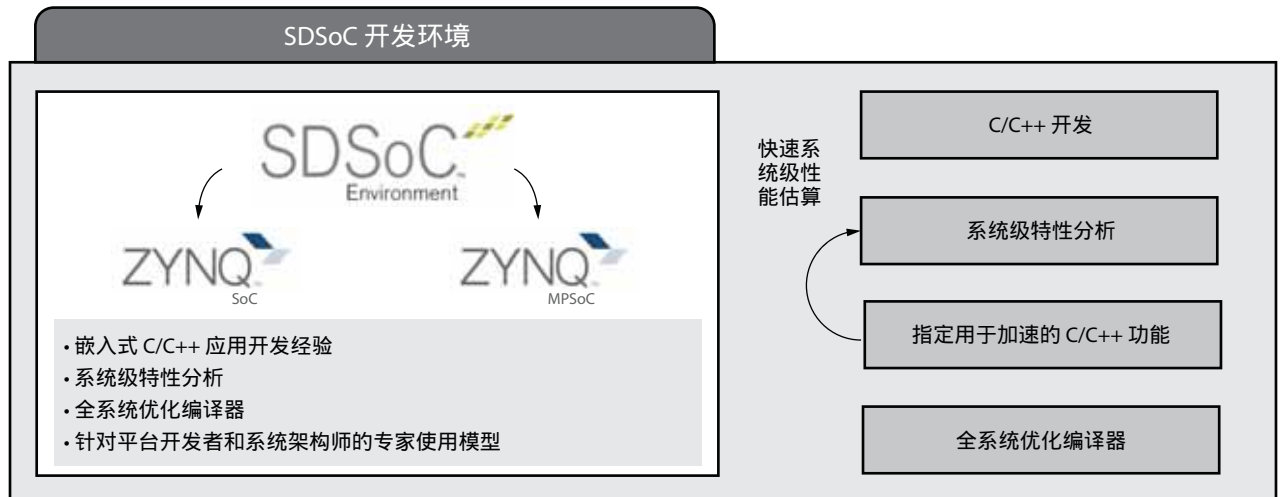 SDSoC 开发环境
SDSoC™
Environment
ZYNQ™
SoC
ZYNQ™
MPSoC
• 嵌入式 C/C++ 应用开发经验
• 系统级特性分析
• 全系统优化编译器
• 针对平台开发者和系统架构师的专家使用模型
快速系
统级性
能估算
C/C++ 开发
系统级特性分析
指定用于加速的 C/C++ 功能
全系统优化编译器